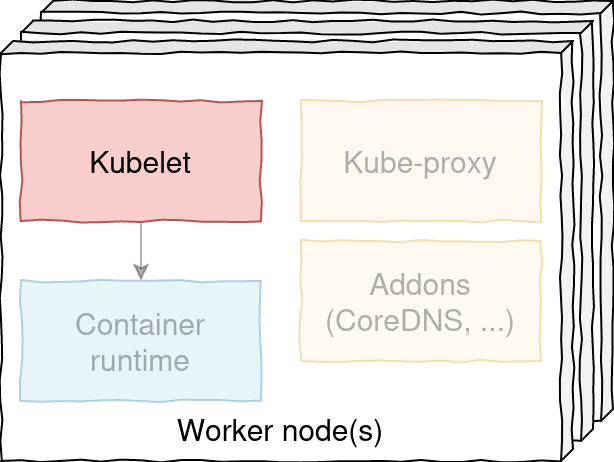 Kubelet
Kube-proxy
Container
runtime
Addons
(CoreDNS, ...)
Worker node(s)